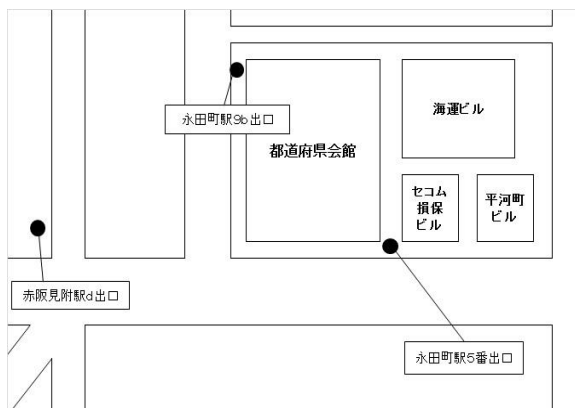 永田町駅9b出口
都道府県会館
海運ビル
セコム
損保
ビル
平河町
ビル
赤阪見附駅d出口
永田町駅5番出口